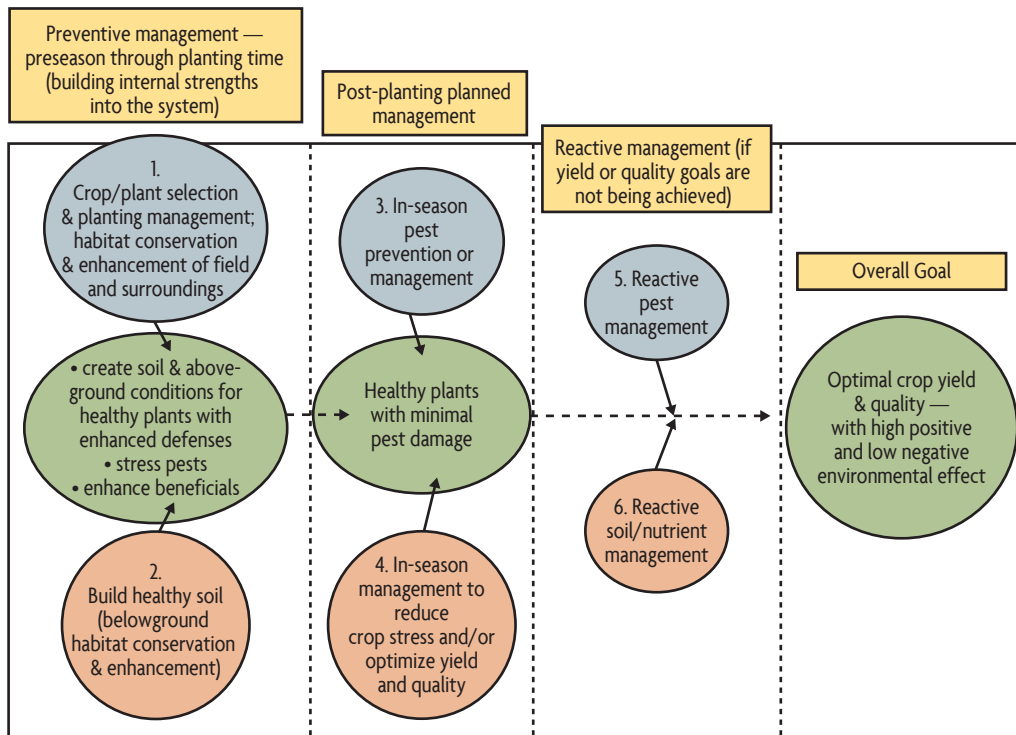 Preventive management —
preseason through planting time
(building internal strengths
into the system)
Post-planting planned
management
Reactive management (if
yield or quality goals are
not being achieved)
Overall Goal
1.
Crop/plant selection
& planting management;
habitat conservation
& enhancement of field
and surroundings
• create soil & above-
ground conditions for
healthy plants with
enhanced defenses
• stress pests
• enhance beneficials
2.
Build healthy soil
(belowground
habitat conservation
& enhancement)
3. In-season
pest
prevention or
management
Healthy plants
with minimal
pest damage
4. In-season
management to
reduce
crop stress and/or
optimize yield
and quality
5. Reactive
pest
management
6. Reactive
soil/nutrient
management
Optimal crop yield
& quality —
with high positive
and low negative
environmental effect